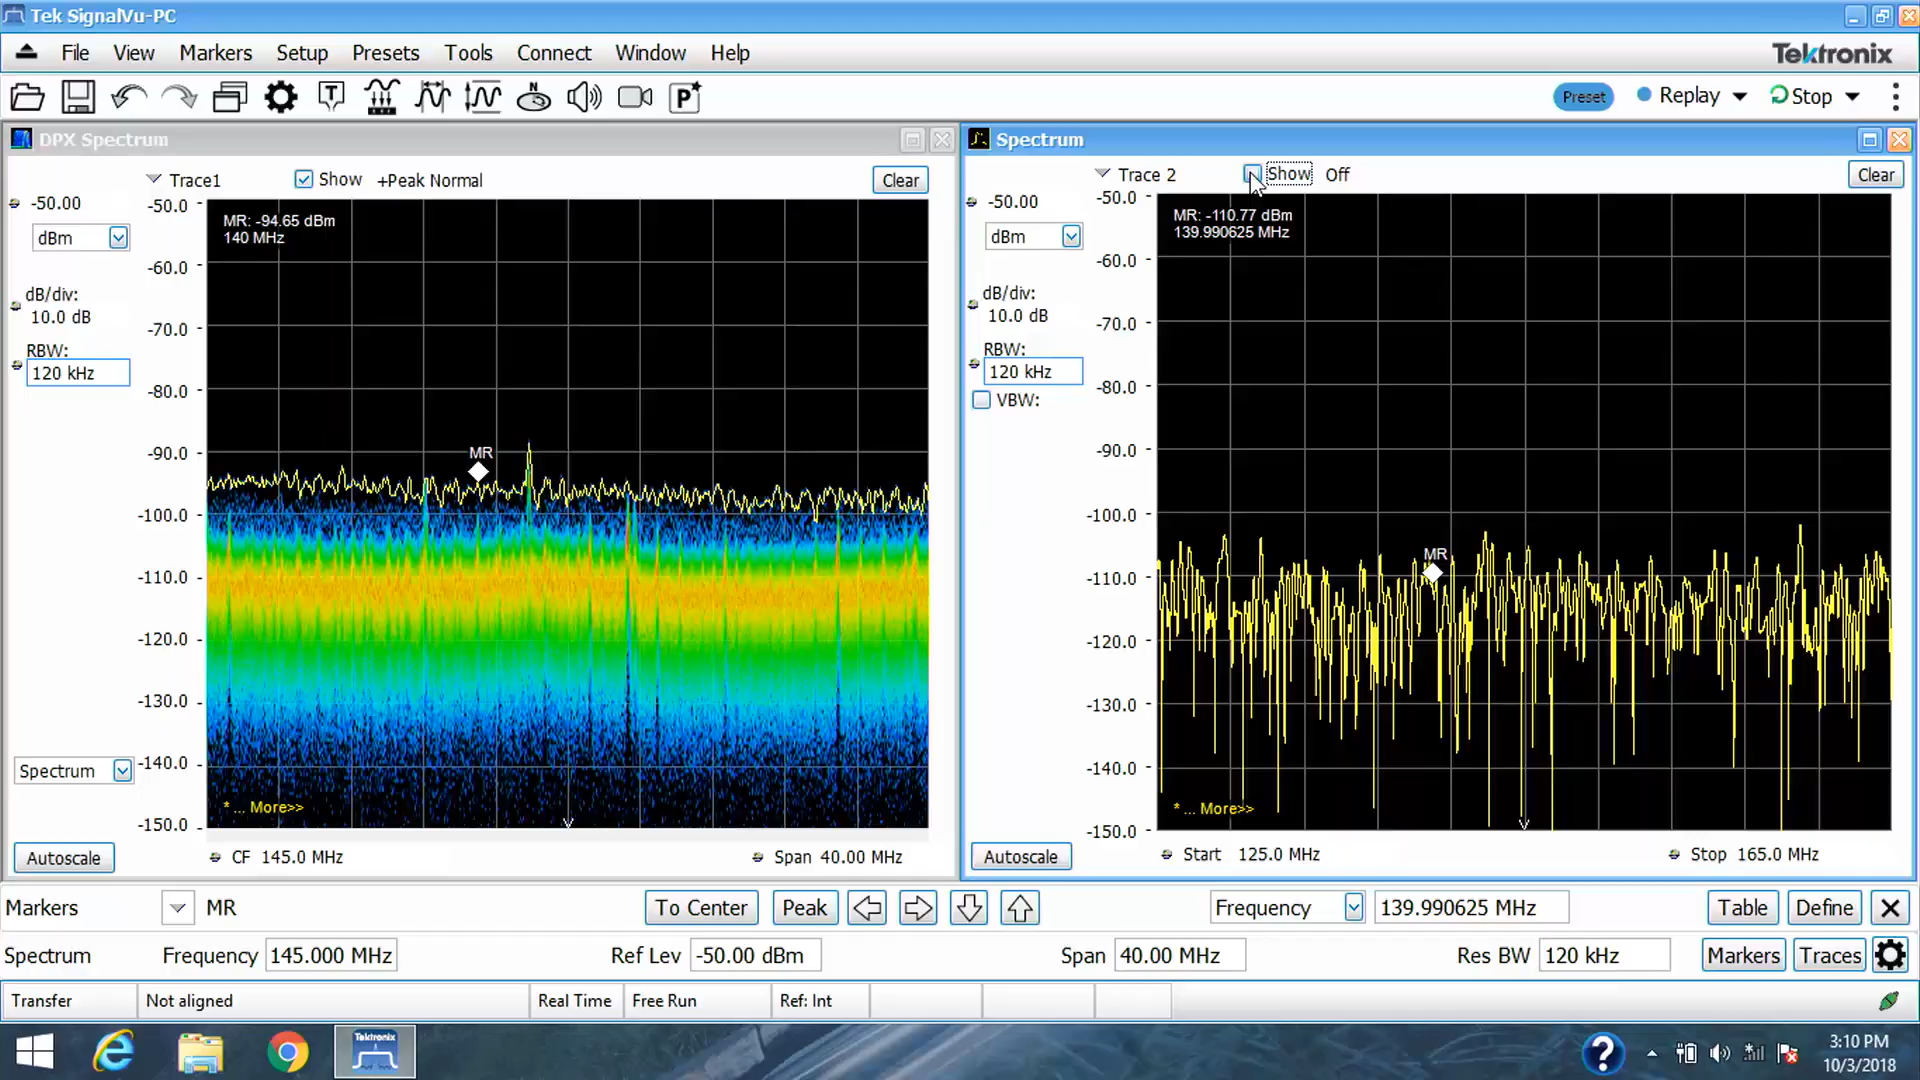 Tek SignalVu-PC
File View Markers Setup Presets Tools Connect Window Help
Tektronix
T
N
P*
Preset Replay Stop
DPX Spectrum
Trace1 Show +Peak Normal Clear
-50.00
dBm
dB/div:
10.0 dB
RBW:
120 kHz
Spectrum
Autoscale
-50.0
-60.0
-70.0
-80.0
-90.0
-100.0
-110.0
-120.0
-130.0
-140.0
-150.0
MR: -94.65 dBm
140 MHz
MR
* ... More>>
CF 145.0 MHz Span 40.00 MHz
Spectrum
Trace 2 Show Off Clear
-50.00
dBm
dB/div:
10.0 dB
RBW:
120 kHz
VBW:
Autoscale
-50.0
-60.0
-70.0
-80.0
-90.0
-100.0
-110.0
-120.0
-130.0
-140.0
-150.0
MR: -110.77 dBm
139.990625 MHz
MR
* ... More>>
Start 125.0 MHz Stop 165.0 MHz
Markers MR To Center Peak Frequency 139.990625 MHz Table Define
Spectrum Frequency 145.000 MHz Ref Lev -50.00 dBm Span 40.00 MHz Res BW 120 kHz Markers Traces
Transfer Not aligned Real Time Free Run Ref: Int
Tektronix
?
3:10 PM
10/3/2018